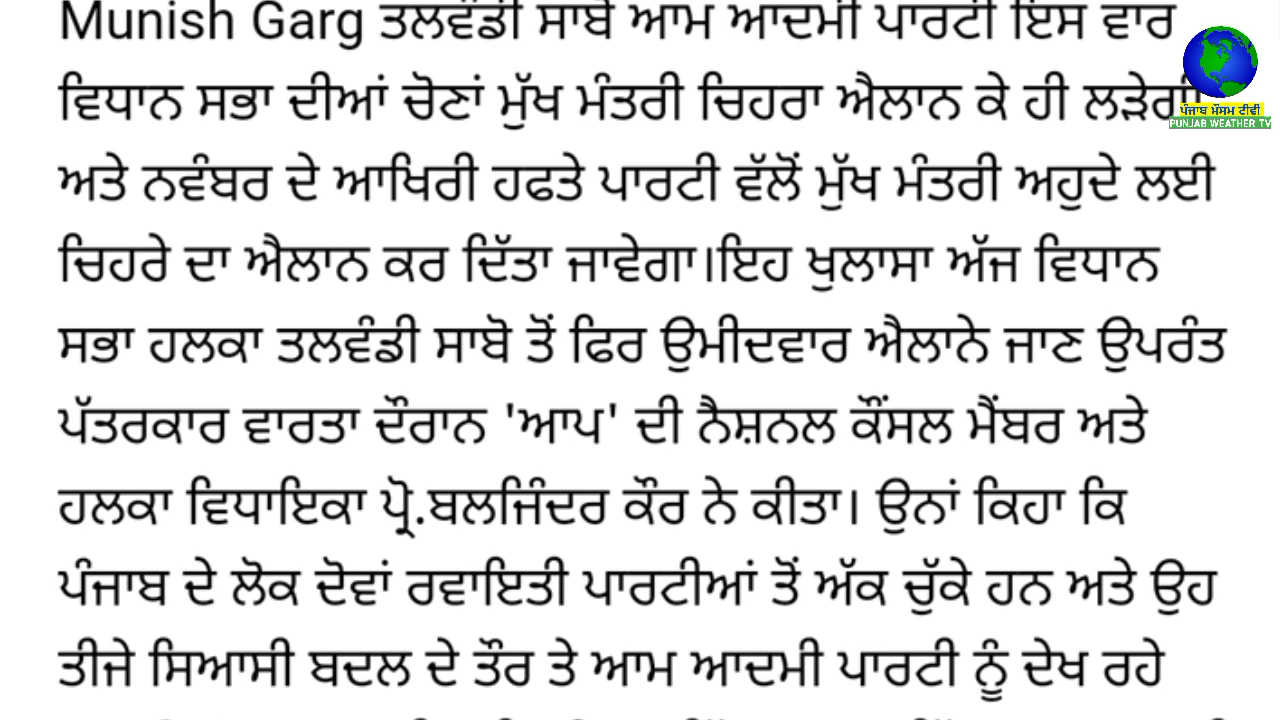 Munish Garg ਤਲਵੰਡੀ ਸਾਬੋ ਆਮ ਆਦਮੀ ਪਾਰਟੀ ਇਸ ਵਾਰ
ਵਿਧਾਨ ਸਭਾ ਦੀਆਂ ਚੋਣਾਂ ਮੁੱਖ ਮੰਤਰੀ ਚਿਹਰਾ ਐਲਾਨ ਕੇ ਹੀ ਲੜੇਗੀ
ਪੰਜਾਬ ਮੌਸਮ ਟੀਵੀ
PUNJAB WEATHER TV
ਅਤੇ ਨਵੰਬਰ ਦੇ ਆਖਿਰੀ ਹਫਤੇ ਪਾਰਟੀ ਵੱਲੋਂ ਮੁੱਖ ਮੰਤਰੀ ਅਹੁਦੇ ਲਈ
ਚਿਹਰੇ ਦਾ ਐਲਾਨ ਕਰ ਦਿੱਤਾ ਜਾਵੇਗਾ।ਇਹ ਖੁਲਾਸਾ ਅੱਜ ਵਿਧਾਨ
ਸਭਾ ਹਲਕਾ ਤਲਵੰਡੀ ਸਾਬੋ ਤੋਂ ਫਿਰ ਉਮੀਦਵਾਰ ਐਲਾਨੇ ਜਾਣ ਉਪਰੰਤ
ਪੱਤਰਕਾਰ ਵਾਰਤਾ ਦੌਰਾਨ 'ਆਪ' ਦੀ ਨੈਸ਼ਨਲ ਕੌਂਸਲ ਮੈਂਬਰ ਅਤੇ
ਹਲਕਾ ਵਿਧਾਇਕਾ ਪ੍ਰੋ.ਬਲਜਿੰਦਰ ਕੌਰ ਨੇ ਕੀਤਾ। ਉਨਾਂ ਕਿਹਾ ਕਿ
ਪੰਜਾਬ ਦੇ ਲੋਕ ਦੋਵਾਂ ਰਵਾਇਤੀ ਪਾਰਟੀਆਂ ਤੋਂ ਅੱਕ ਚੁੱਕੇ ਹਨ ਅਤੇ ਉਹ
ਤੀਜੇ ਸਿਆਸੀ ਬਦਲ ਦੇ ਤੌਰ ਤੇ ਆਮ ਆਦਮੀ ਪਾਰਟੀ ਨੂੰ ਦੇਖ ਰਹੇ